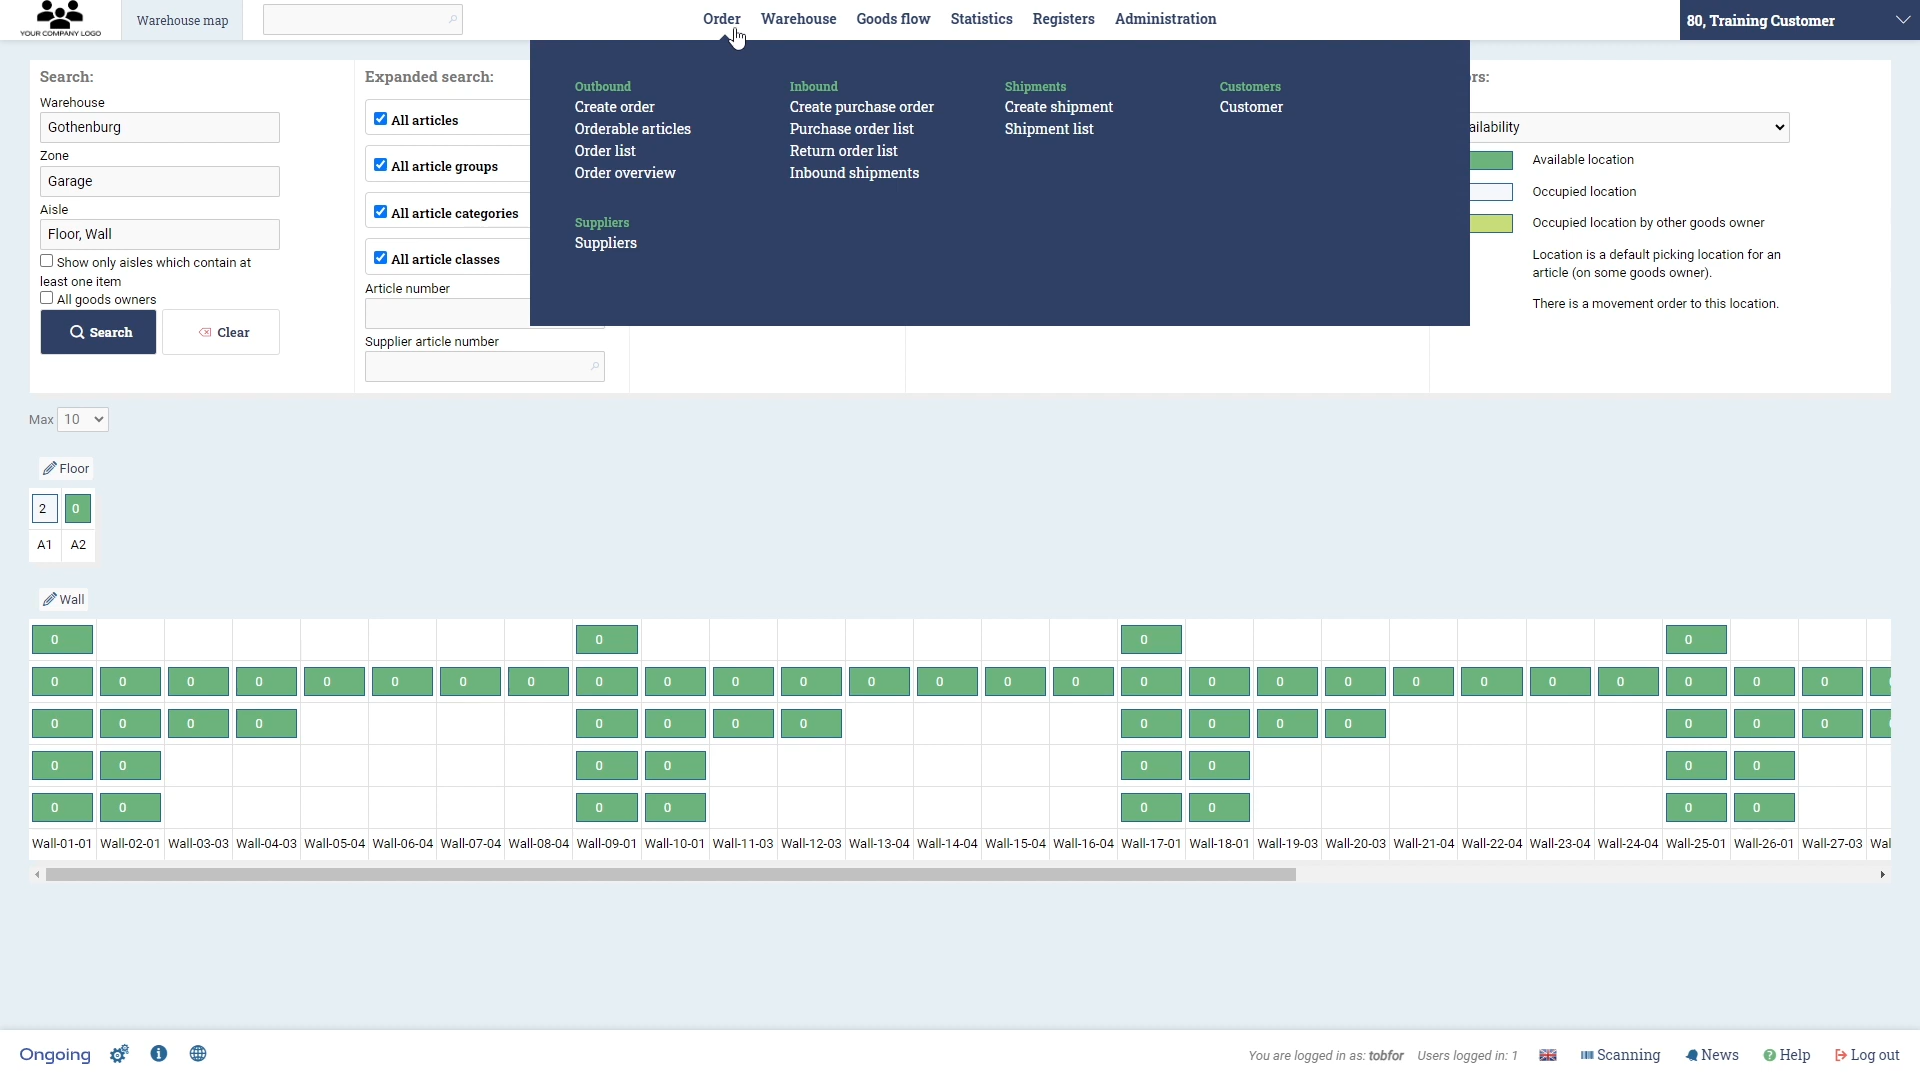 YOUR COMPANY LOGO
Warehouse map
Order Warehouse Goods flow Statistics Registers Administration
80, Training Customer
Outbound
Create order
Orderable articles
Order list
Order overview
Inbound
Create purchase order
Purchase order list
Return order list
Inbound shipments
Shipments
Create shipment
Shipment list
Customers
Customer
Suppliers
Suppliers
Search:
Warehouse
Gothenburg
Zone
Garage
Aisle
Floor, Wall
Show only aisles which contain at
least one item
All goods owners
Search Clear
Expanded search:
All articles
All article groups
All article categories
All article classes
Article number
Supplier article number
rs:
ailability
Available location
Occupied location
Occupied location by other goods owner
Location is a default picking location for an
article (on some goods owner).
There is a movement order to this location.
Max 10
Floor
2 0
A1 A2
Wall
0 0 0 0
0 0 0 0 0 0 0 0 0 0 0 0 0 0 0 0 0 0 0 0 0 0 0 0 0 0 0
0 0 0 0 0 0 0 0 0 0 0 0 0 0 0
0 0 0 0 0 0 0 0
0 0 0 0 0 0 0 0
Wall-01-01 Wall-02-01 Wall-03-03 Wall-04-03 Wall-05-04 Wall-06-04 Wall-07-04 Wall-08-04 Wall-09-01 Wall-10-01 Wall-11-03 Wall-12-03 Wall-13-04 Wall-14-04 Wall-15-04 Wall-16-04 Wall-17-01 Wall-18-01 Wall-19-03 Wall-20-03 Wall-21-04 Wall-22-04 Wall-23-04 Wall-24-04 Wall-25-01 Wall-26-01 Wall-27-03 Wal
Ongoing
You are logged in as: tobfor Users logged in: 1 Scanning News Help Log out